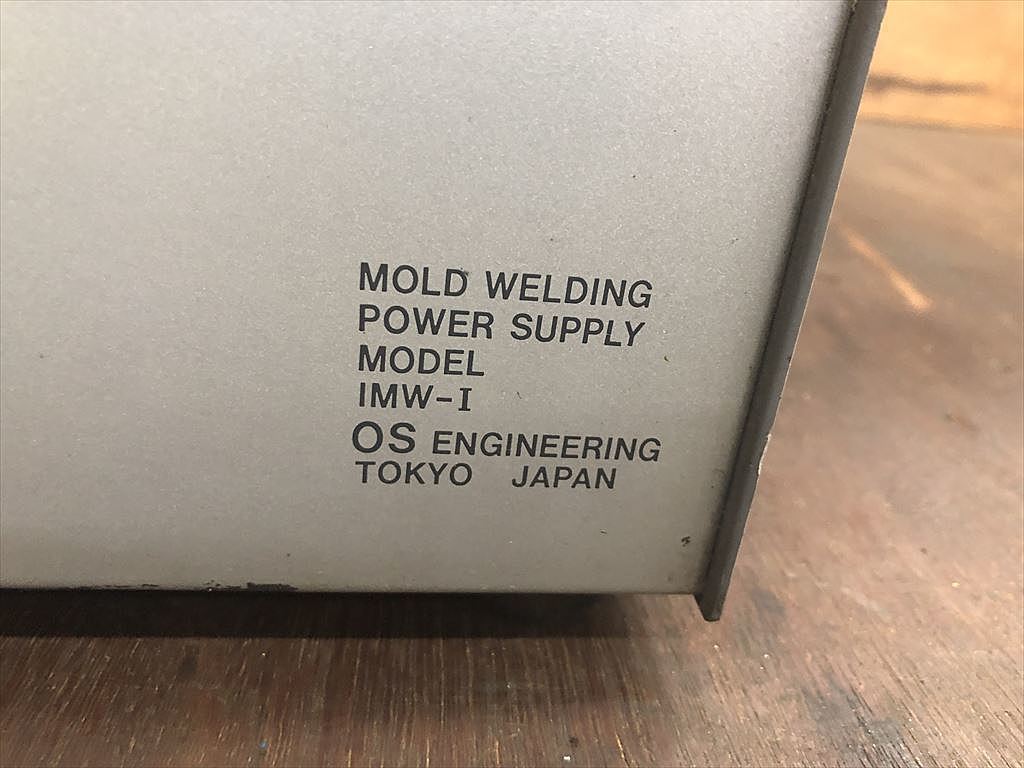 MOLD WELDING
POWER SUPPLY
MODEL
IMW-I
OS ENGINEERING
TOKYO JAPAN